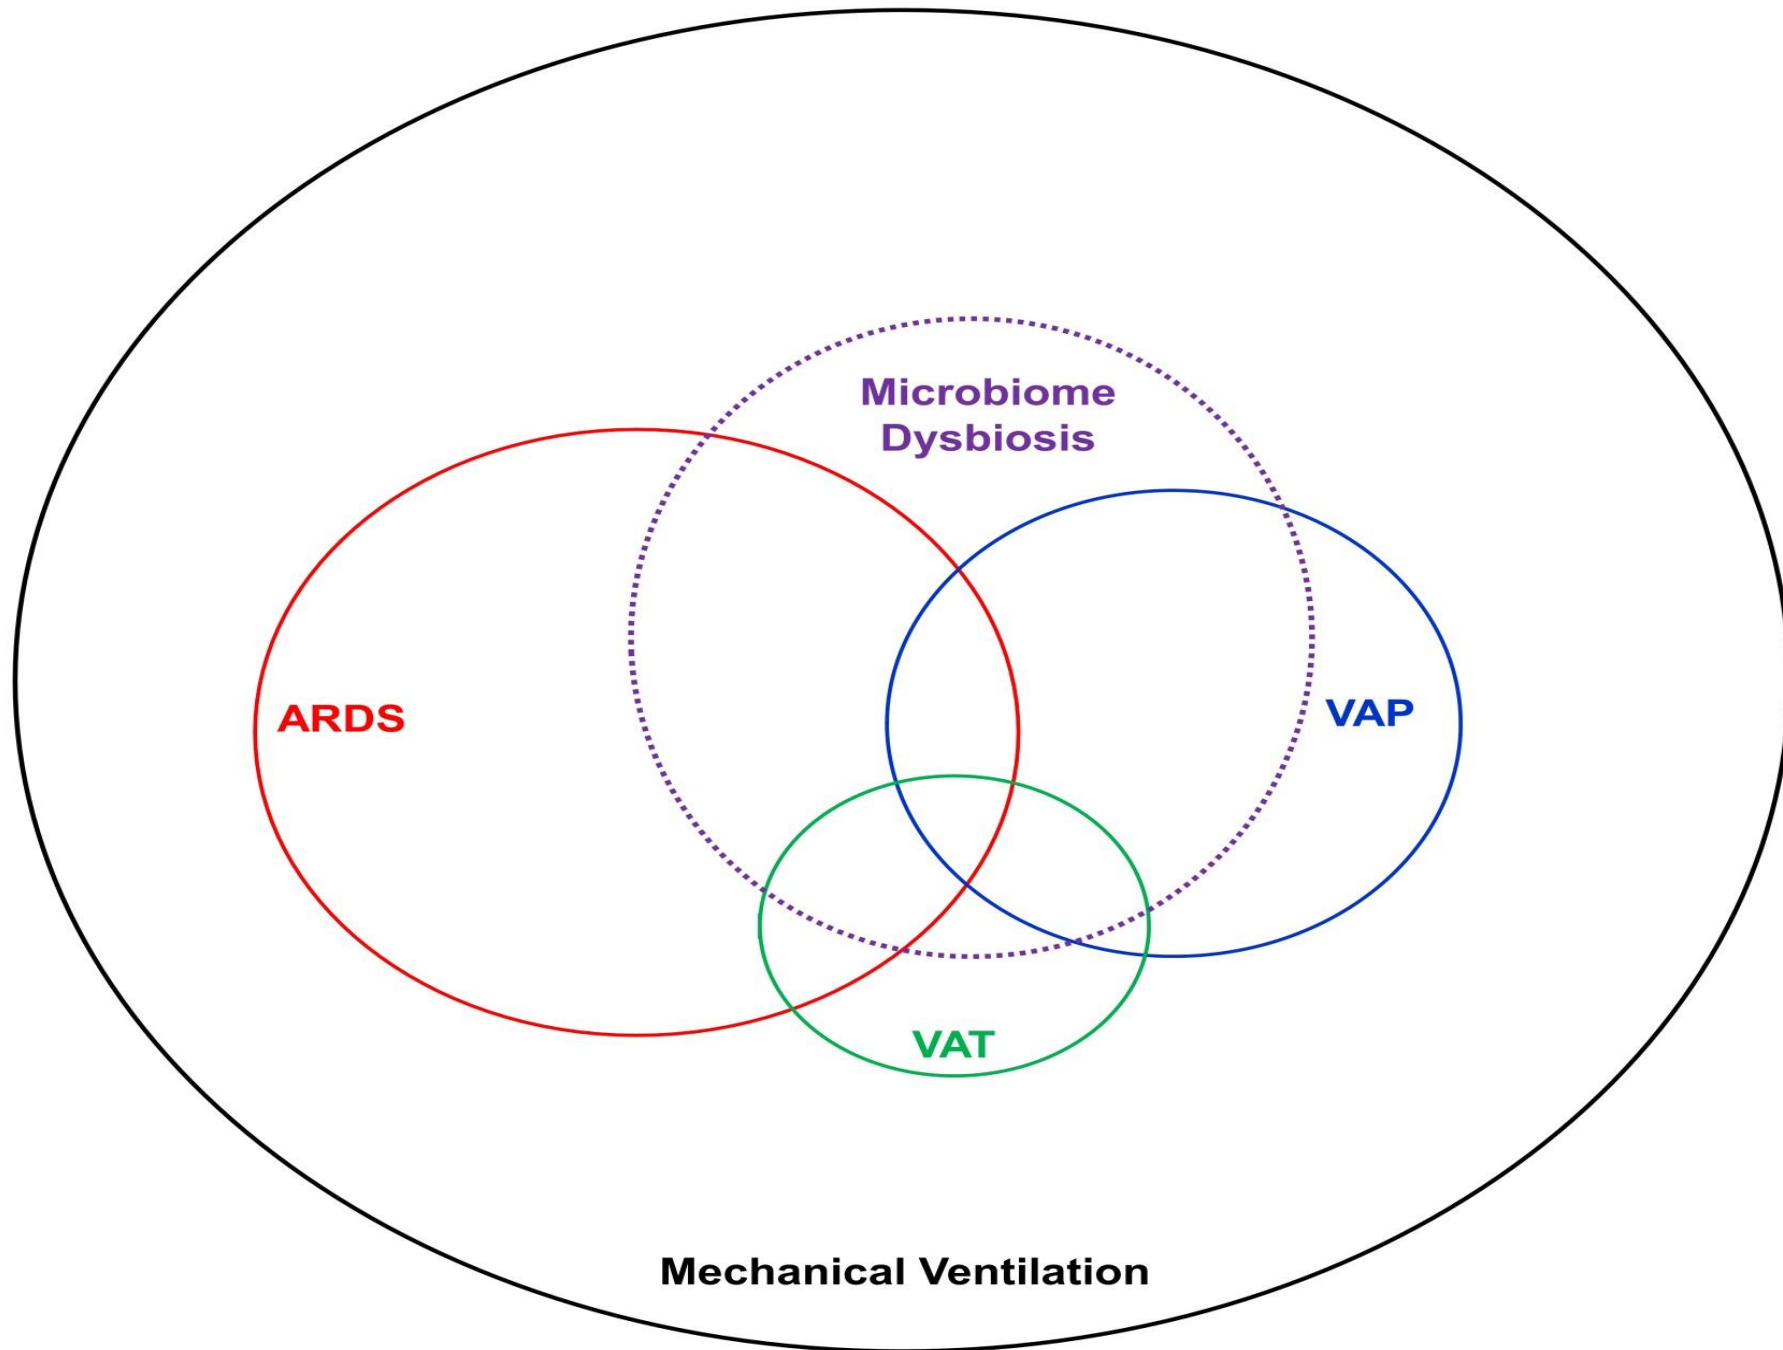 Microbiome
Dysbiosis
ARDS
VAP
VAT
Mechanical Ventilation